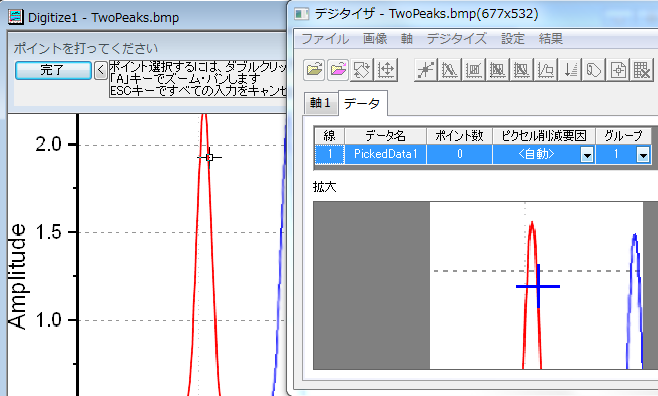 Digitize1 - TwoPeaks.bmp
ポイントを打ってください
完了
<
ポイント選択するには、ダブルクリッ
「A」キーでズーム・パンします
ESCキーですべての入力をキャンセ
2.0
1.5
1.0
Amplitude
デジタイザ - TwoPeaks.bmp(677x532)
ファイル 画像 軸 デジタイズ 設定 結果
軸1 データ
線 データ名 ポイント数 ピクセル削減要因 グループ
1 PickedData1 0 <自動> 1
拡大